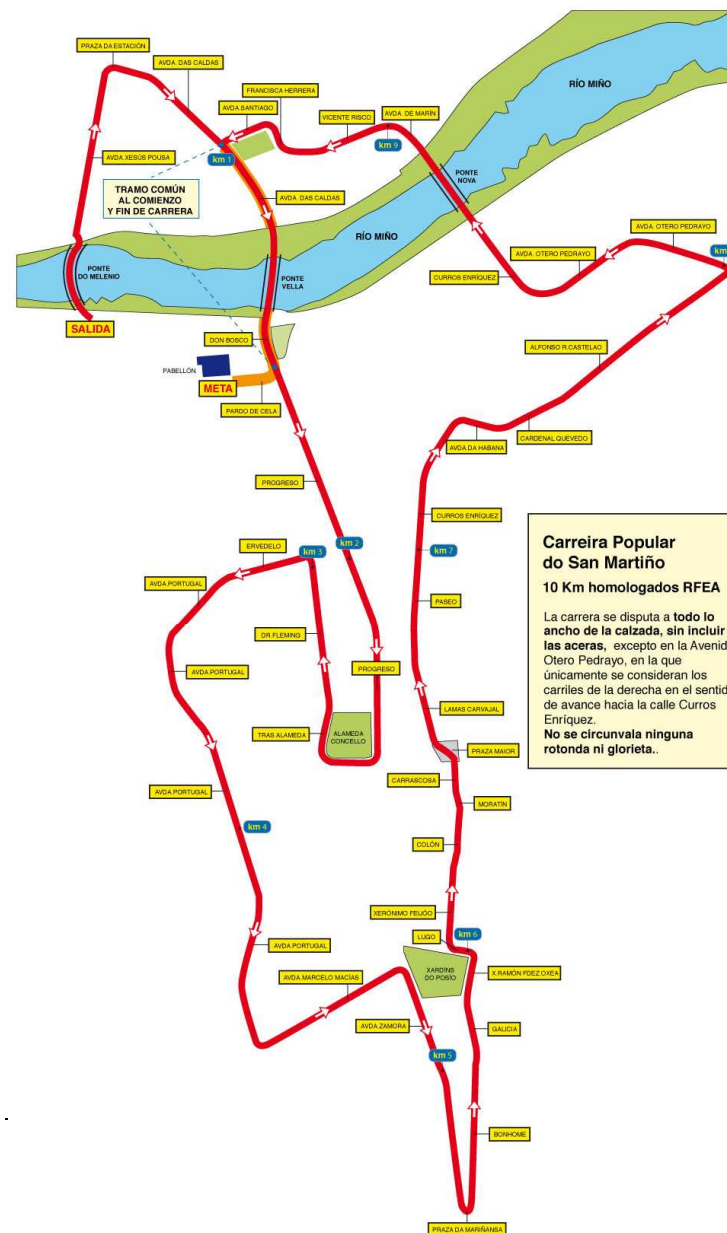 PRAZA DA ESTACIÓN
AVDA. DAS CALDAS
FRANCISCA HERRERA
AVDA.SANTIAGO
VICENTE RISCO
AVDA. DE MARÍN
RÍO MIÑO
km 1
km 9
AVDA.XESÚS POUSA
PONTE
NOVA
TRAMO COMÚN
AL COMIENZO
Y FIN DE CARRERA
AVDA. DAS CALDAS
RÍO MIÑO
AVDA. OTERO PEDRAYO
AVDA. OTERO PEDRAYO
km
PONTE
DO MELENIO
PONTE
VELLA
CURROS ENRÍQUEZ
SALIDA
DON BOSCO
ALFONSO R.CASTELAO
PABELLÓN
META
PARDO DE CELA
CARDENAL QUEVEDO
AVDA.DA HABANA
PROGRESO
CURROS ENRÍQUEZ
km 2
km 3
ERVEDELO
km 7
AVDA.PORTUGAL
PASEO
DR.FLEMING
AVDA.PORTUGAL
PROGRESO
LAMAS CARVAJAL
TRAS ALAMEDA
ALAMEDA
CONCELLO
PRAZA MAIOR
CARRASCOSA
AVDA.PORTUGAL
MORATÍN
km 4
COLÓN
XERÓNIMO FEIJÓO
LUGO
km 6
AVDA.PORTUGAL
XARDÍNS
DO POSÍO
X.RAMÓN FDEZ.OXEA
AVDA.MARCELO MACÍAS
AVDA.ZAMORA
GALICIA
km 5
BONHOME
PRAZA DA MARIÑANSA
Carreira Popular
do San Martiño
10 Km homologados RFEA
La carrera se disputa a todo lo
ancho de la calzada, sin incluir
las aceras, excepto en la Avenid
Otero Pedrayo, en la que
únicamente se consideran los
carriles de la derecha en el sentid
de avance hacia la calle Curros
Enríquez.
No se circunvala ninguna
rotonda ni glorieta..